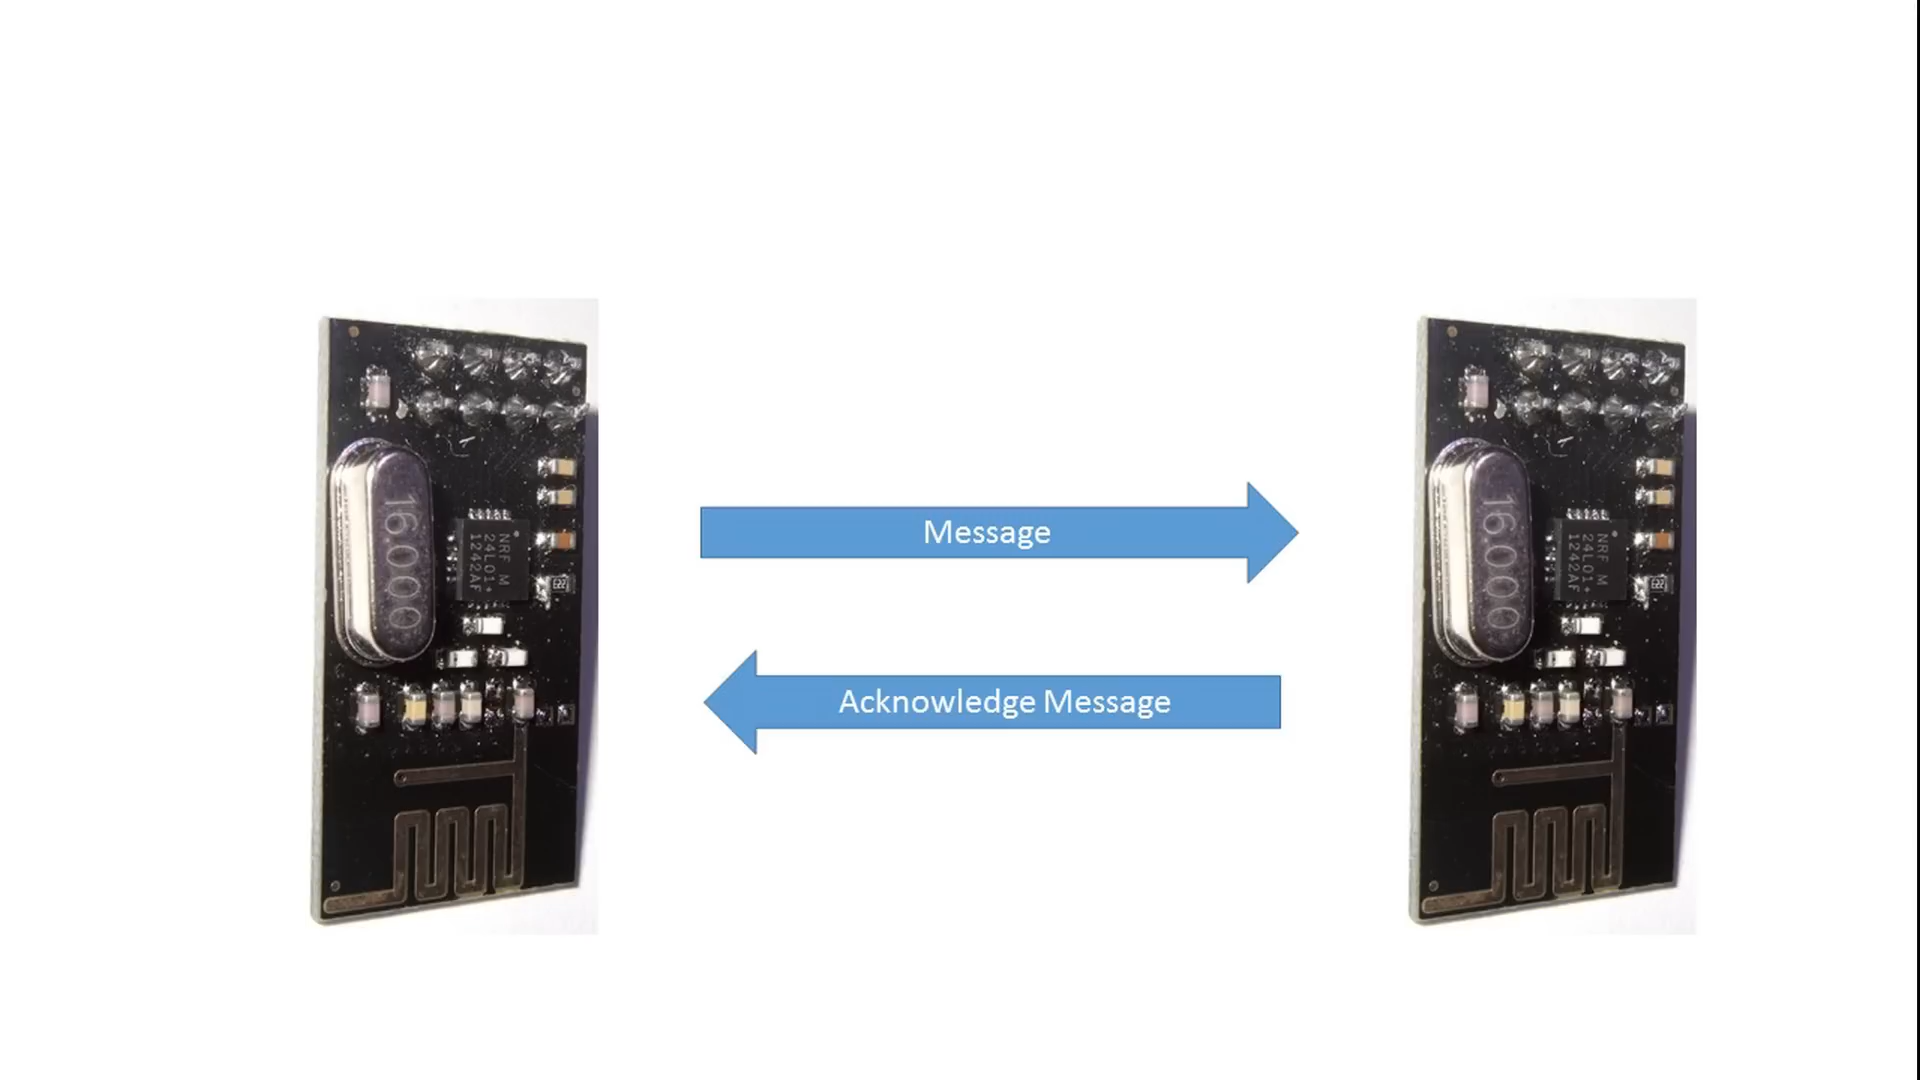 16.000
NRF M
24L01+
1242AF
Message
Acknowledge Message
16.000
NRF M
24L01+
1242AF